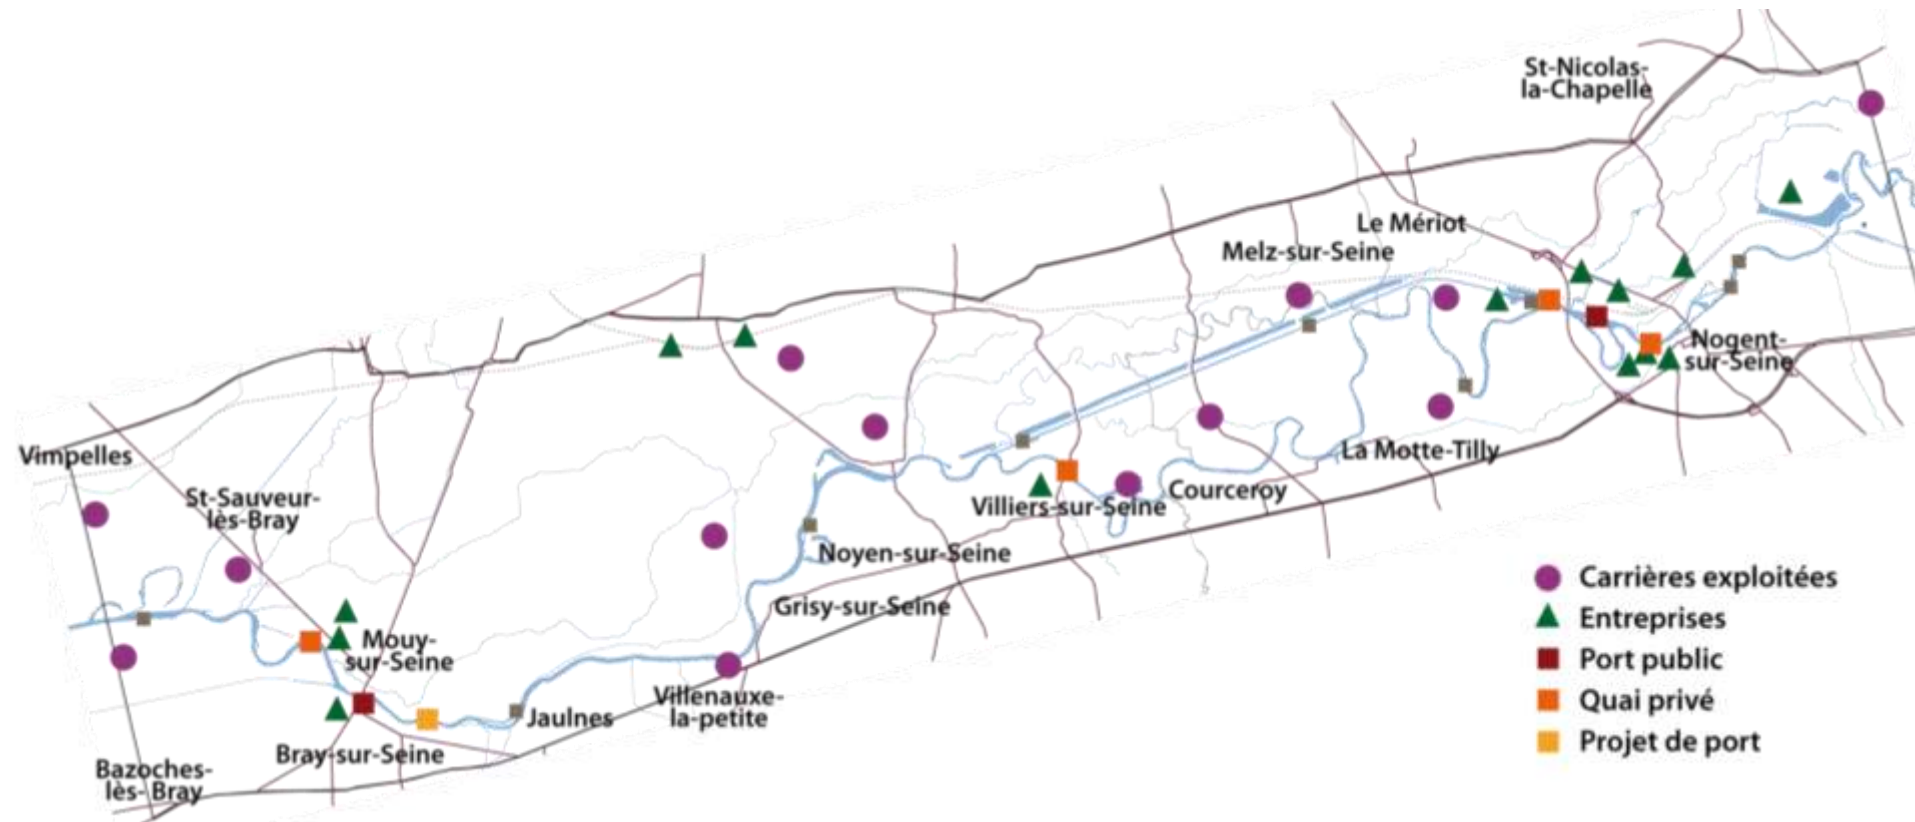 St-Nicolas-
la-Chapelle
Le Mériot
Melz-sur-Seine
Nogent-
sur-Seine
La Motte-Tilly
Vimpelles
St-Sauveur-
lès-Bray
Courceroy
Villiers-sur-Seine
Noyen-sur-Seine
Grisy-sur-Seine
Mouy-
sur-Seine
Villenauxe-
la-petite
Jaulnes
Bray-sur-Seine
Bazoches-
lès-Bray
Carrières exploitées
Entreprises
Port public
Quai privé
Projet de port